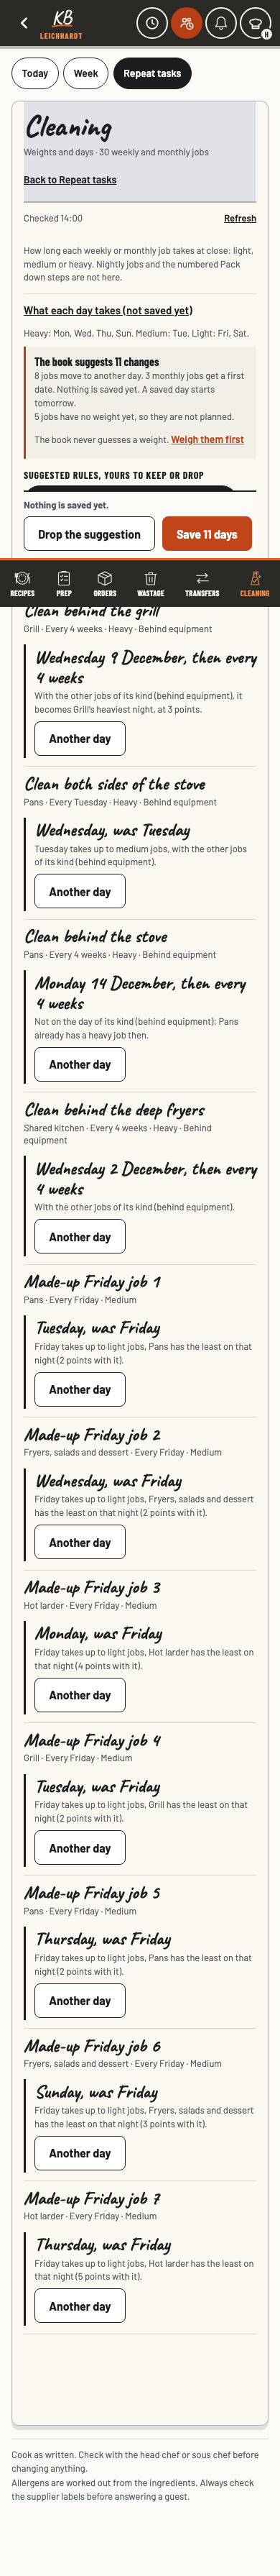 KB
LEICHHARDT
N
Today
Week
Repeat tasks
Cleaning
Weights and days · 30 weekly and monthly jobs
Back to Repeat tasks
Checked 14:00
Refresh
How long each weekly or monthly job takes at close: light,
medium or heavy. Nightly jobs and the numbered Pack
down steps are not here.
What each day takes (not saved yet)
Heavy: Mon, Wed, Thu, Sun. Medium: Tue. Light: Fri, Sat.
The book suggests 11 changes
8 jobs move to another day. 3 monthly jobs get a first
date. Nothing is saved yet. A saved day starts
tomorrow.
5 jobs have no weight yet, so they are not planned.
The book never guesses a weight. Weigh them first
SUGGESTED RULES, YOURS TO KEEP OR DROP
Nothing is saved yet.
Drop the suggestion
Save 11 days
RECIPES
PREP
ORDERS
WASTAGE
TRANSFERS
CLEANING
Clean behind the grill
Grill · Every 4 weeks · Heavy · Behind equipment
Wednesday 9 December, then every
4 weeks
With the other jobs of its kind (behind equipment), it
becomes Grill's heaviest night, at 3 points.
Another day
Clean both sides of the stove
Pans · Every Tuesday · Heavy · Behind equipment
Wednesday, was Tuesday
Tuesday takes up to medium jobs, with the other jobs
of its kind (behind equipment).
Another day
Clean behind the stove
Pans · Every 4 weeks · Heavy · Behind equipment
Monday 14 December, then every
4 weeks
Not on the day of its kind (behind equipment): Pans
already has a heavy job then.
Another day
Clean behind the deep fryers
Shared kitchen · Every 4 weeks · Heavy · Behind
equipment
Wednesday 2 December, then every
4 weeks
With the other jobs of its kind (behind equipment).
Another day
Made-up Friday job 1
Pans · Every Friday · Medium
Tuesday, was Friday
Friday takes up to light jobs, Pans has the least on that
night (2 points with it).
Another day
Made-up Friday job 2
Fryers, salads and dessert · Every Friday · Medium
Wednesday, was Friday
Friday takes up to light jobs, Fryers, salads and dessert
has the least on that night (2 points with it).
Another day
Made-up Friday job 3
Hot larder · Every Friday · Medium
Monday, was Friday
Friday takes up to light jobs, Hot larder has the least on
that night (4 points with it).
Another day
Made-up Friday job 4
Grill · Every Friday · Medium
Tuesday, was Friday
Friday takes up to light jobs, Grill has the least on that
night (2 points with it).
Another day
Made-up Friday job 5
Pans · Every Friday · Medium
Thursday, was Friday
Friday takes up to light jobs, Pans has the least on that
night (2 points with it).
Another day
Made-up Friday job 6
Fryers, salads and dessert · Every Friday · Medium
Sunday, was Friday
Friday takes up to light jobs, Fryers, salads and dessert
has the least on that night (3 points with it).
Another day
Made-up Friday job 7
Hot larder · Every Friday · Medium
Thursday, was Friday
Friday takes up to light jobs, Hot larder has the least on
that night (5 points with it).
Another day
Cook as written. Check with the head chef or sous chef before
changing anything.
Allergens are worked out from the ingredients. Always check
the supplier labels before answering a guest.